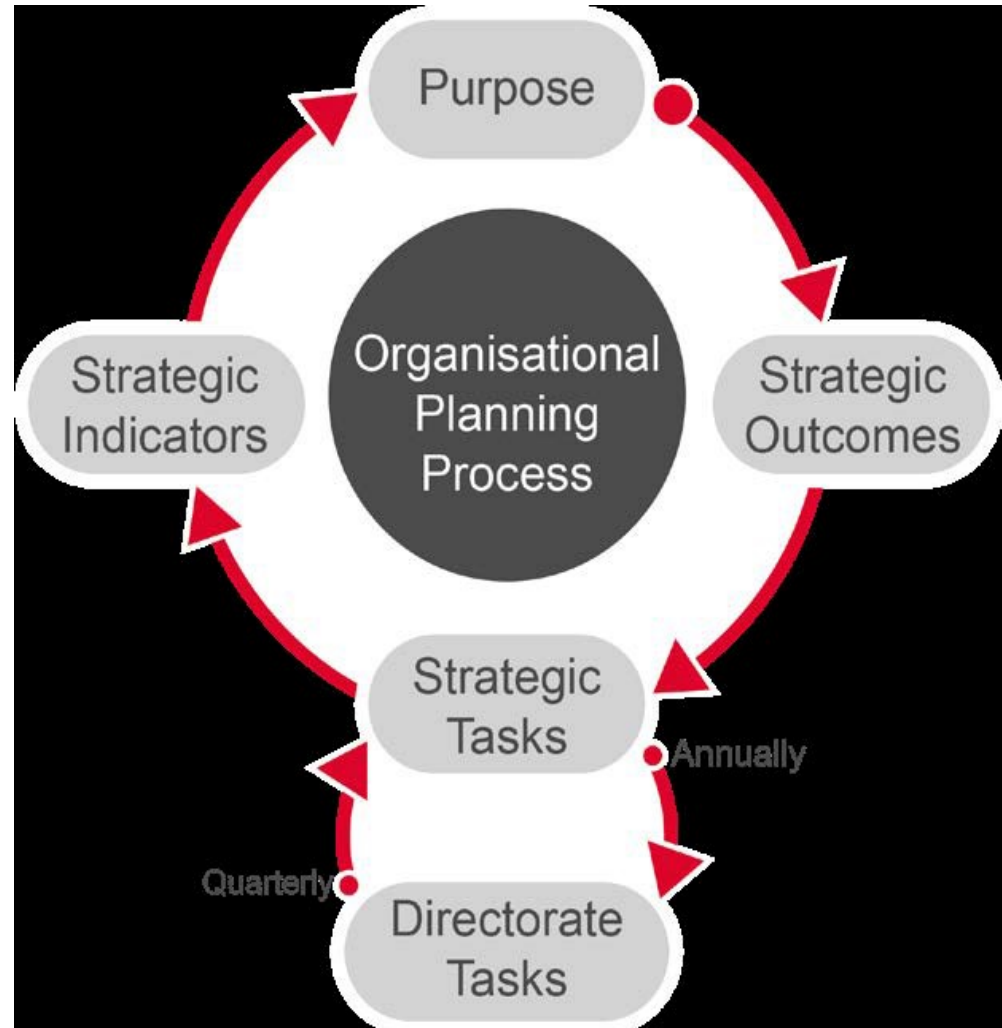 Purpose
Organisational
Planning
Process
Strategic
Indicators
Strategic
Outcomes
Strategic
Tasks
Annually
Quarterly
Directorate
Tasks